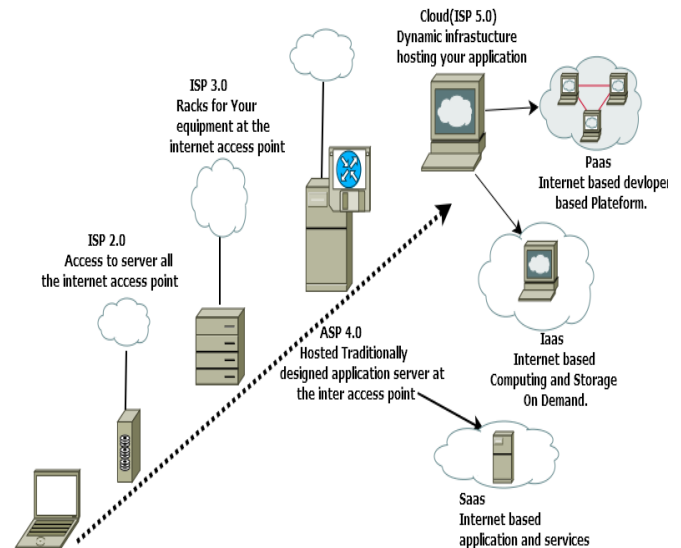 Cloud(ISP 5.0)
Dynamic infrastucture
hosting your application
ISP 3.0
Racks for Your
equipment at the
internet access point
Paas
Internet based devloper
based Plateform.
ISP 2.0
Access to server all
the internet access point
ASP 4.0
Hosted Traditionally
designed application server at
the inter access point
Iaas
Internet based
Computing and Storage
On Demand.
Saas
Internet based
application and services